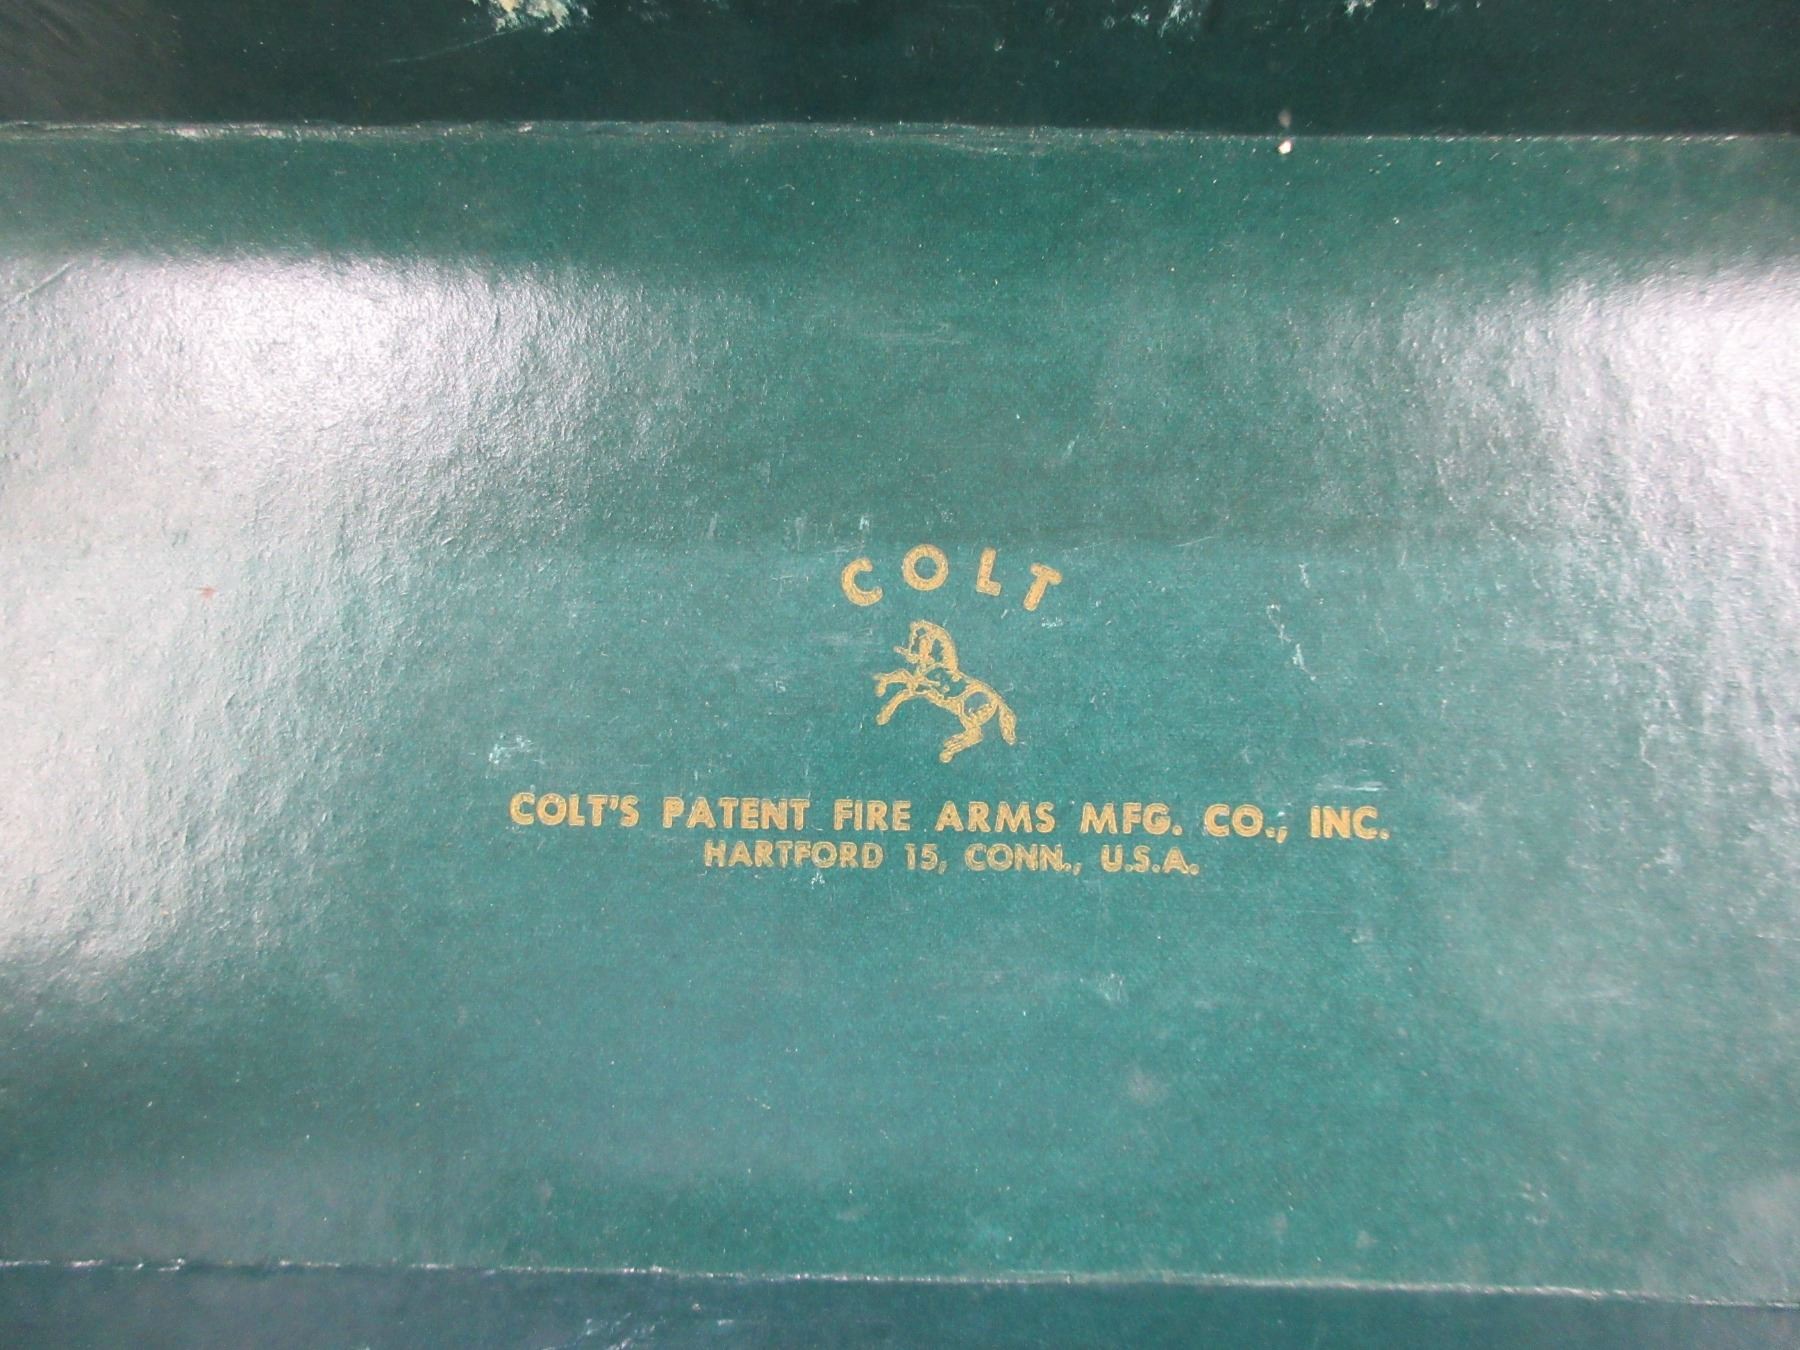 COLT
COLT'S PATENT FIRE ARMS MFG. CO., INC.
HARTFORD 15, CONN., U.S.A.